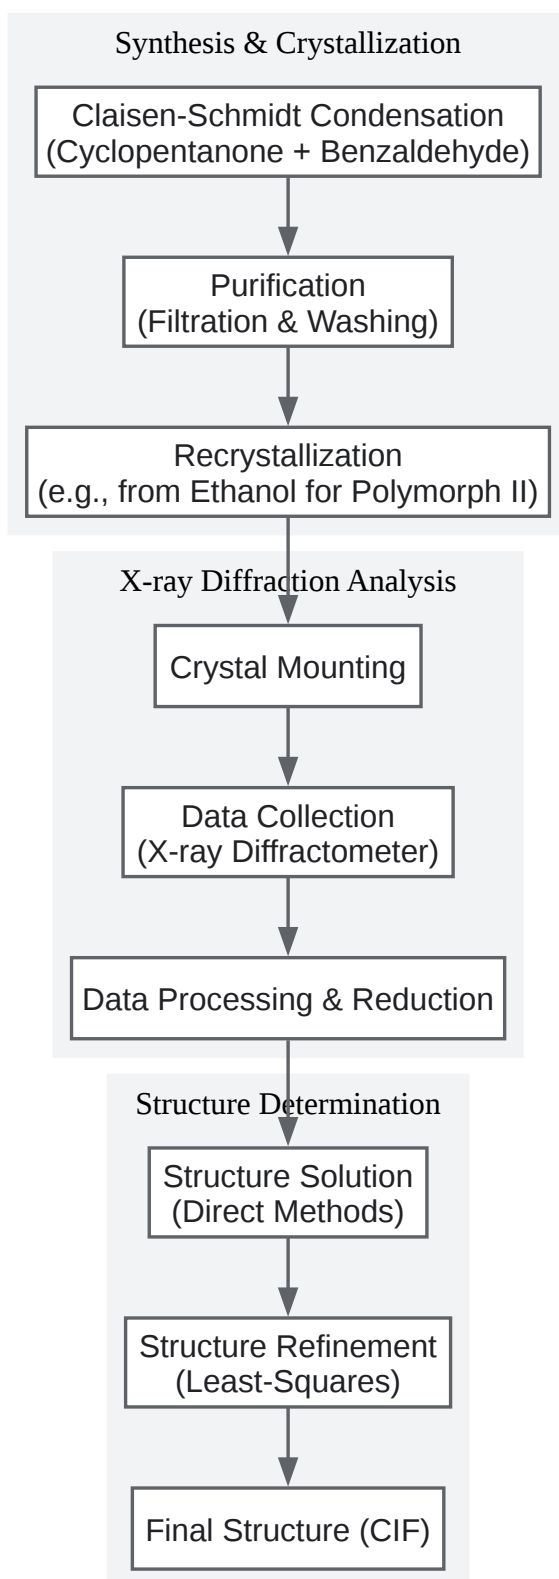 Synthesis & Crystallization
Claisen-Schmidt Condensation
(Cyclopentanone + Benzaldehyde)
Purification
(Filtration & Washing)
Recrystallization
(e.g., from Ethanol for Polymorph II)
X-ray Diffraction Analysis
Crystal Mounting
Data Collection
(X-ray Diffractometer)
Data Processing & Reduction
Structure Determination
Structure Solution
(Direct Methods)
Structure Refinement
(Least-Squares)
Final Structure (CIF)